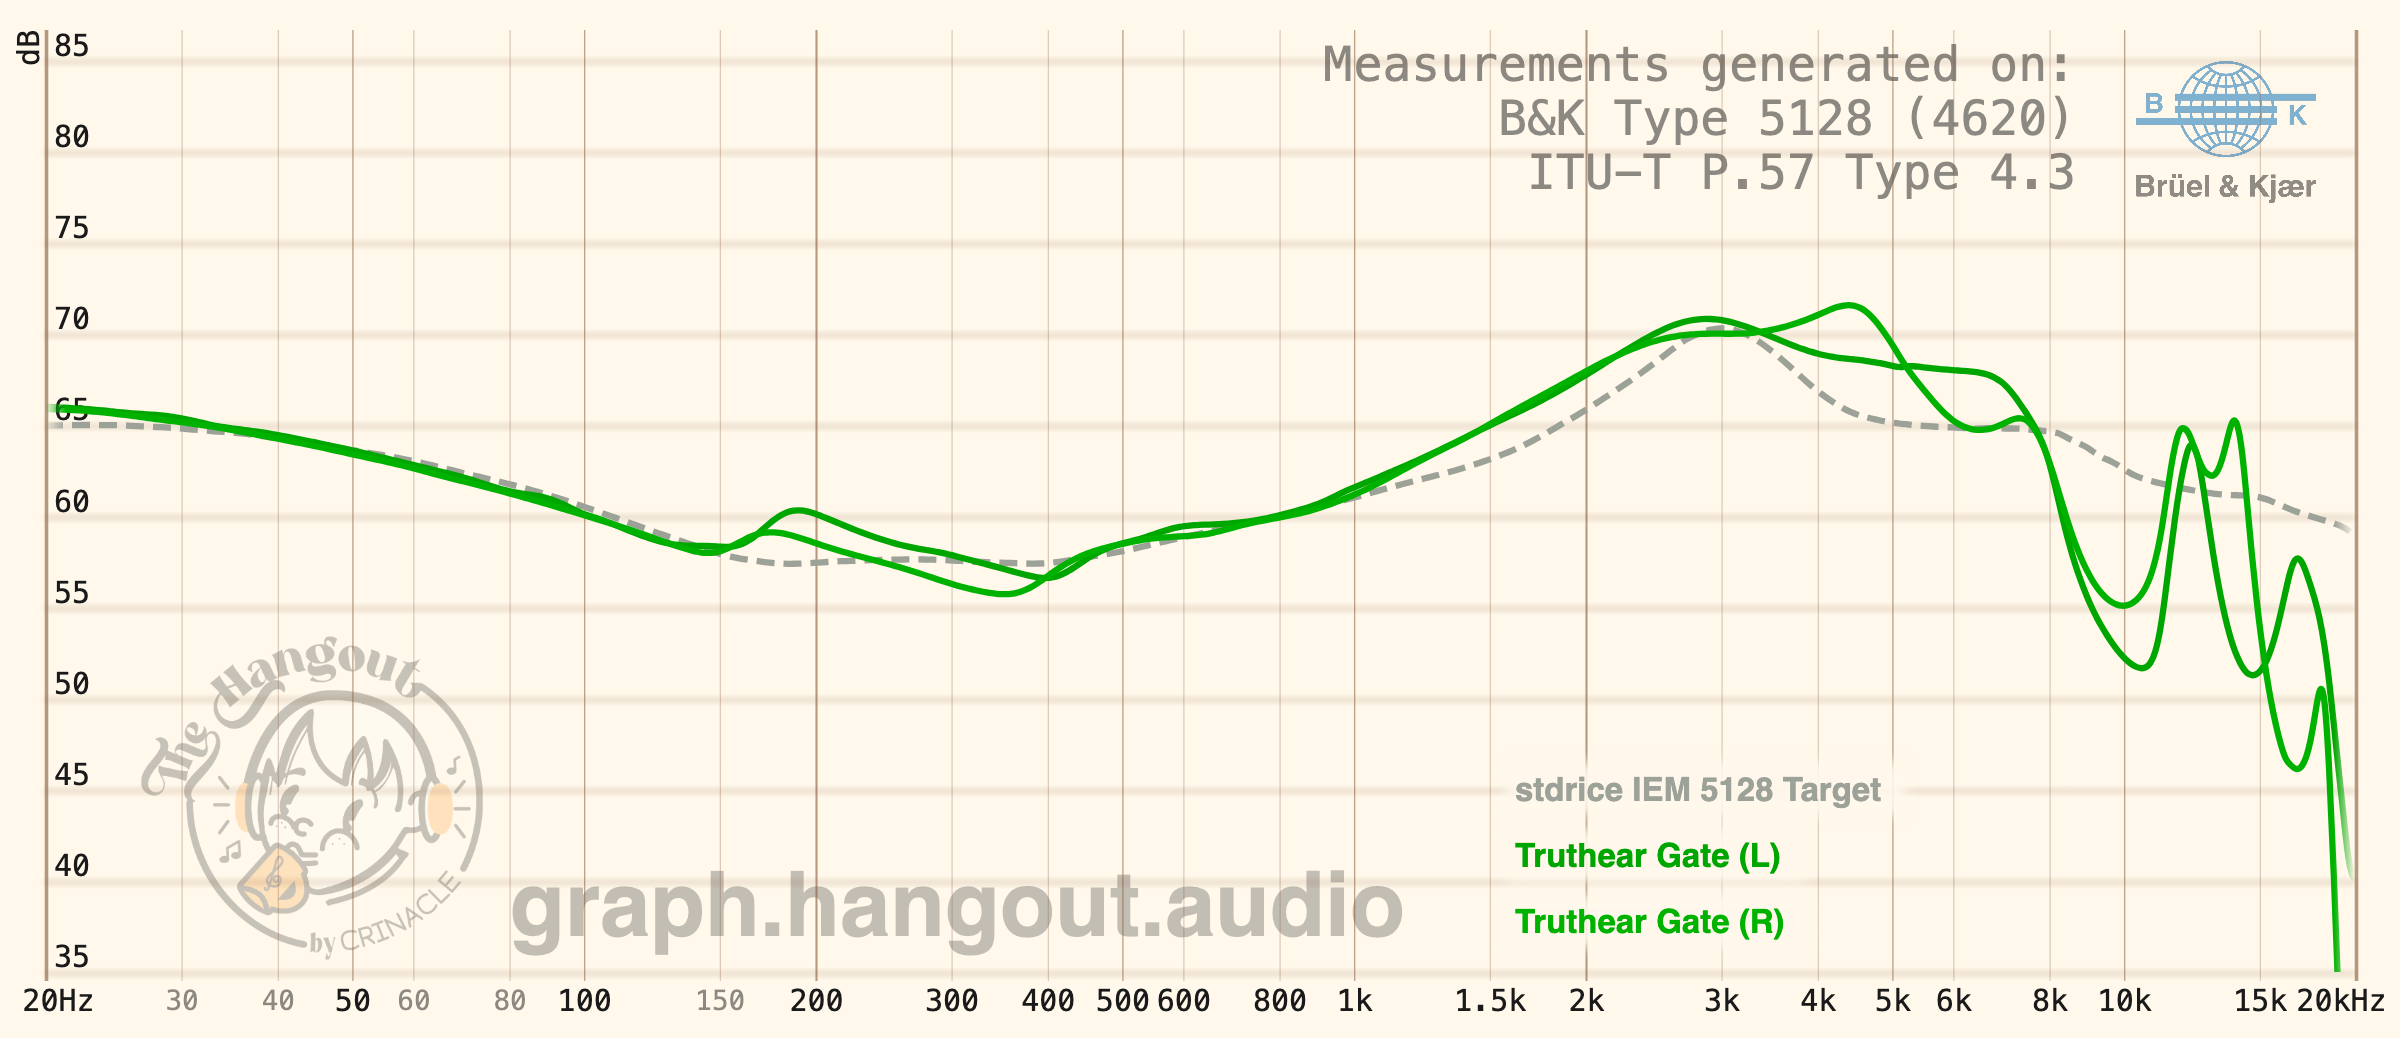 dB
85
80
75
70
65
60
55
50
45
40
35
Measurements generated on:
B&K Type 5128 (4620)
ITU-T P.57 Type 4.3
B
K
Brüel & Kjær
The Hangout
by CRINACLE
graph.hangout.audio
stdrice IEM 5128 Target
Truthear Gate (L)
Truthear Gate (R)
20Hz 30 40 50 60 80 100 150 200 300 400 500 600 800 1k 1.5k 2k 3k 4k 5k 6k 8k 10k 15k 20kHz